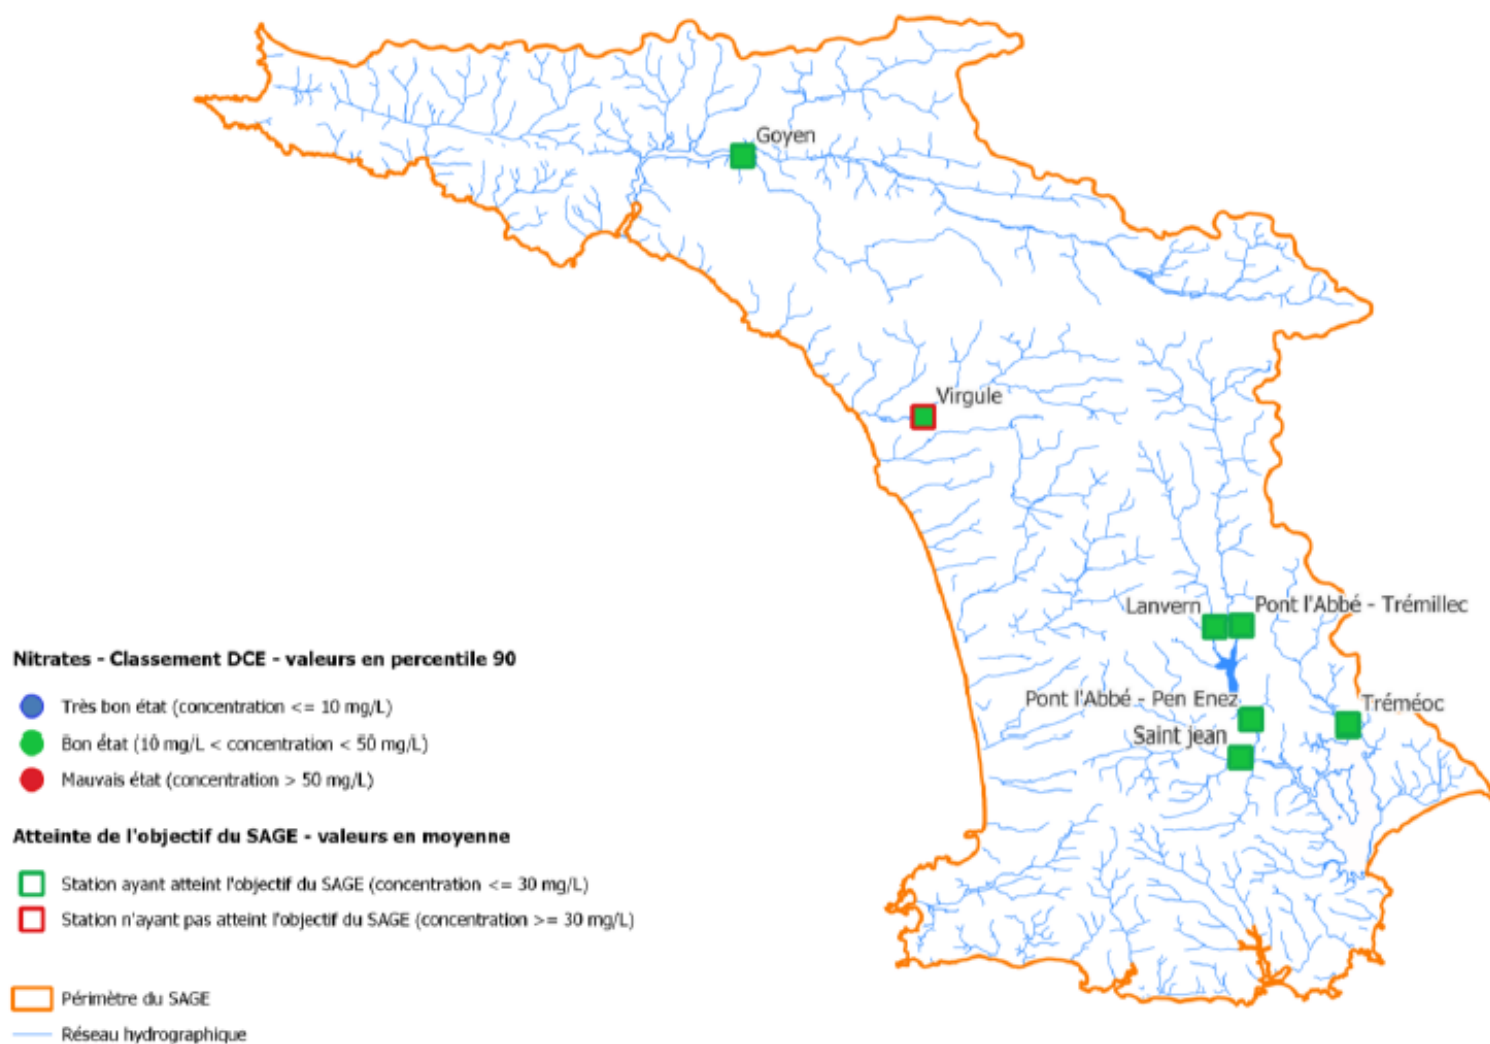 Goyen
Virgule
Lanvern
Pont l'Abbé - Trémillec
Pont l'Abbé - Pen Enez
Tréméoc
Saint jean
Nitrates - Classement DCE - valeurs en percentile 90
Très bon état (concentration <= 10 mg/L)
Bon état (10 mg/L < concentration < 50 mg/L)
Mauvais état (concentration > 50 mg/L)
Atteinte de l'objectif du SAGE - valeurs en moyenne
Station ayant atteint l'objectif du SAGE (concentration <= 30 mg/L)
Station n'ayant pas atteint l'objectif du SAGE (concentration >= 30 mg/L)
Périmètre du SAGE
Réseau hydrographique